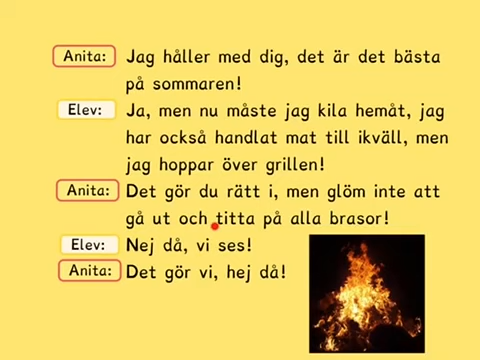 Anita: Jag håller med dig, det är det bästa
på sommaren!
Elev: Ja, men nu måste jag kila hemåt, jag
har också handlat mat till ikväll, men
jag hoppar över grillen!
Anita: Det gör du rätt i, men glöm inte att
gå ut och titta på alla brasor!
Elev: Nej då, vi ses!
Anita: Det gör vi, hej då!